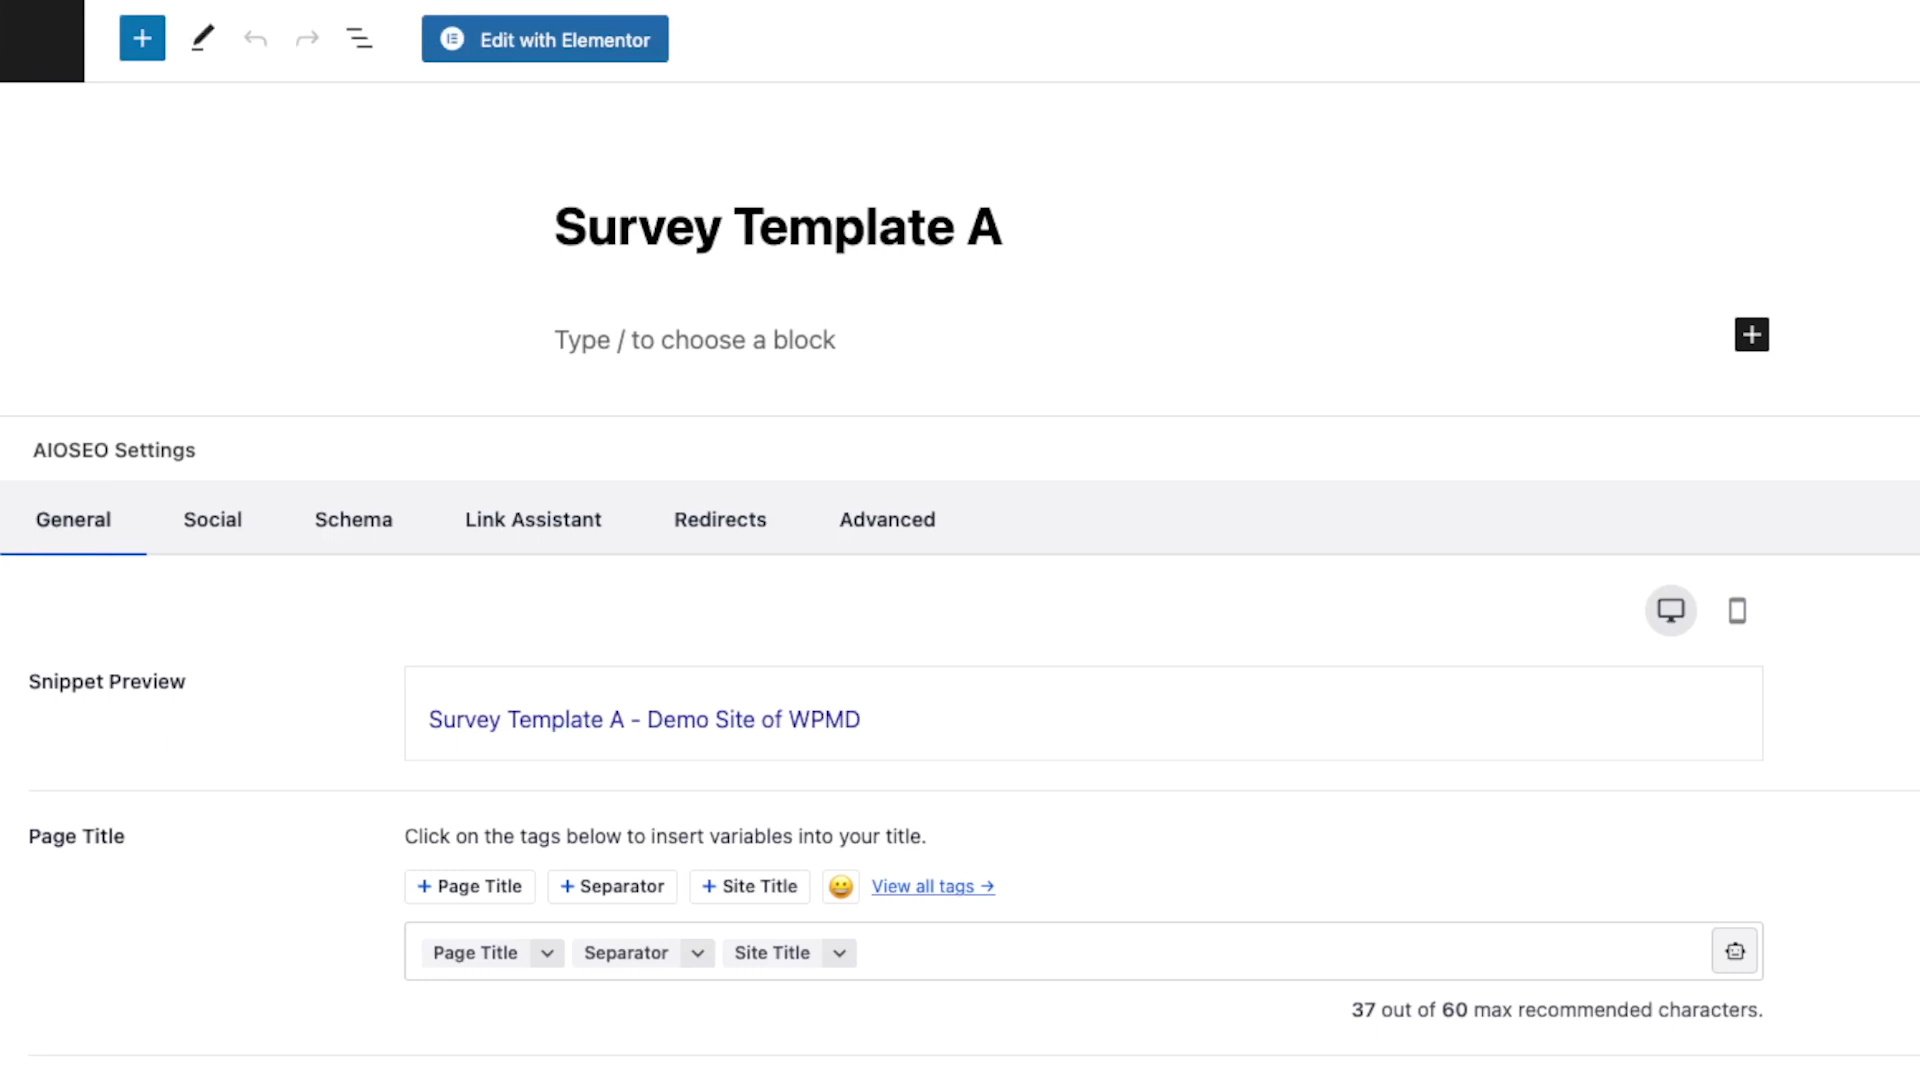 Edit with Elementor
Survey Template A
Type / to choose a block
AIOSEO Settings
General Social Schema Link Assistant Redirects Advanced
Snippet Preview
Survey Template A - Demo Site of WPMD
Page Title
Click on the tags below to insert variables into your title.
+ Page Title + Separator + Site Title 😀 View all tags →
Page Title Separator Site Title
37 out of 60 max recommended characters.